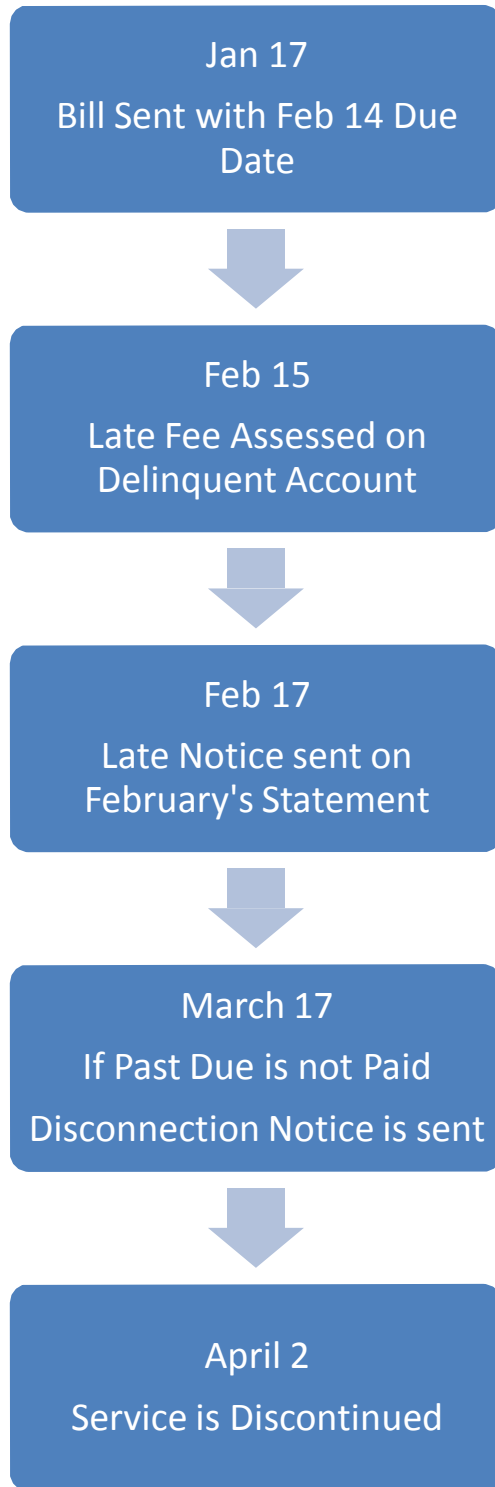 Jan 17
Bill Sent with Feb 14 Due
Date
Feb 15
Late Fee Assessed on
Delinquent Account
Feb 17
Late Notice sent on
February's Statement
March 17
If Past Due is not Paid
Disconnection Notice is sent
April 2
Service is Discontinued